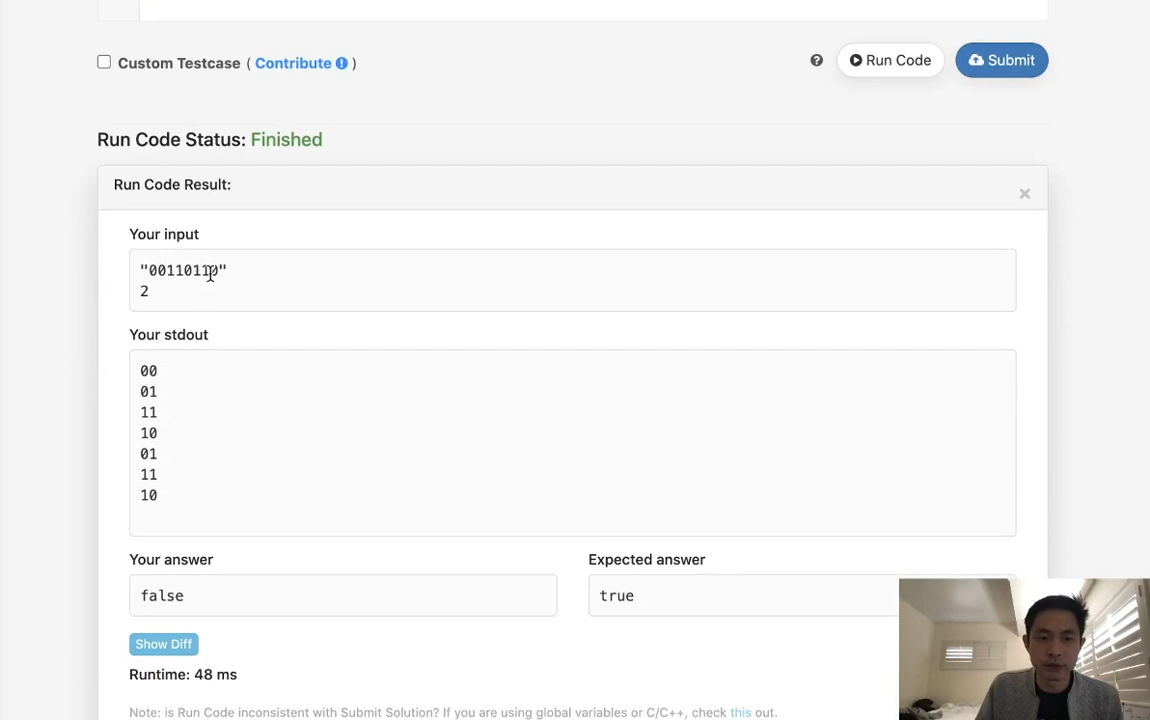 Custom Testcase ( Contribute )
Run Code
Submit
Run Code Status: Finished
Run Code Result:
×
Your input
"00110110"
2
Your stdout
00
01
11
10
01
11
10
Your answer
Expected answer
false
true
Show Diff
Runtime: 48 ms
Note: is Run Code inconsistent with Submit Solution? If you are using global variables or C/C++, check this out.